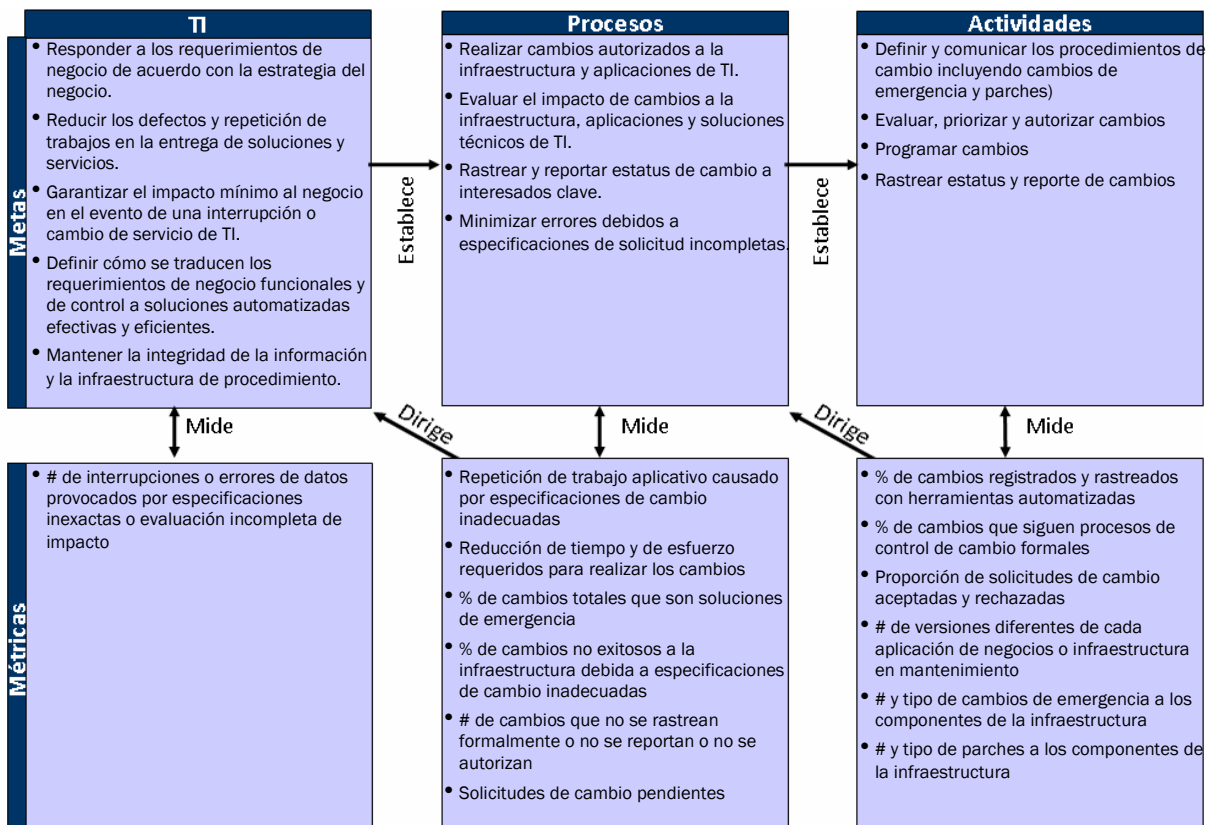 TI
Procesos
Actividades
Metas
• Responder a los requerimientos de
negocio de acuerdo con la estrategia del
negocio.
• Reducir los defectos y repetición de
trabajos en la entrega de soluciones y
servicios.
• Garantizar el impacto mínimo al negocio
en el evento de una interrupción o
cambio de servicio de TI.
• Definir cómo se traducen los
requerimientos de negocio funcionales y
de control a soluciones automatizadas
efectivas y eficientes.
• Mantener la integridad de la información
y la infraestructura de procedimiento.
Establece
• Realizar cambios autorizados a la
infraestructura y aplicaciones de TI.
• Evaluar el impacto de cambios a la
infraestructura, aplicaciones y soluciones
técnicos de TI.
• Rastrear y reportar estatus de cambio a
interesados clave.
• Minimizar errores debidos a
especificaciones de solicitud incompletas.
Establece
• Definir y comunicar los procedimientos de
cambio incluyendo cambios de
emergencia y parches)
• Evaluar, priorizar y autorizar cambios
• Programar cambios
• Rastrear estatus y reporte de cambios
Mide
Dirige
Mide
Dirige
Mide
Métricas
• # de interrupciones o errores de datos
provocados por especificaciones
inexactas o evaluación incompleta de
impacto
• Repetición de trabajo aplicativo causado
por especificaciones de cambio
inadecuadas
• Reducción de tiempo y de esfuerzo
requeridos para realizar los cambios
• % de cambios totales que son soluciones
de emergencia
• % de cambios no exitosos a la
infraestructura debida a especificaciones
de cambio inadecuadas
• # de cambios que no se rastrean
formalmente o no se reportan o no se
autorizan
• Solicitudes de cambio pendientes
• % de cambios registrados y rastreados
con herramientas automatizadas
• % de cambios que siguen procesos de
control de cambio formales
• Proporción de solicitudes de cambio
aceptadas y rechazadas
• # de versiones diferentes de cada
aplicación de negocios o infraestructura
en mantenimiento
• # y tipo de cambios de emergencia a los
componentes de la infraestructura
• # y tipo de parches a los componentes de
la infraestructura